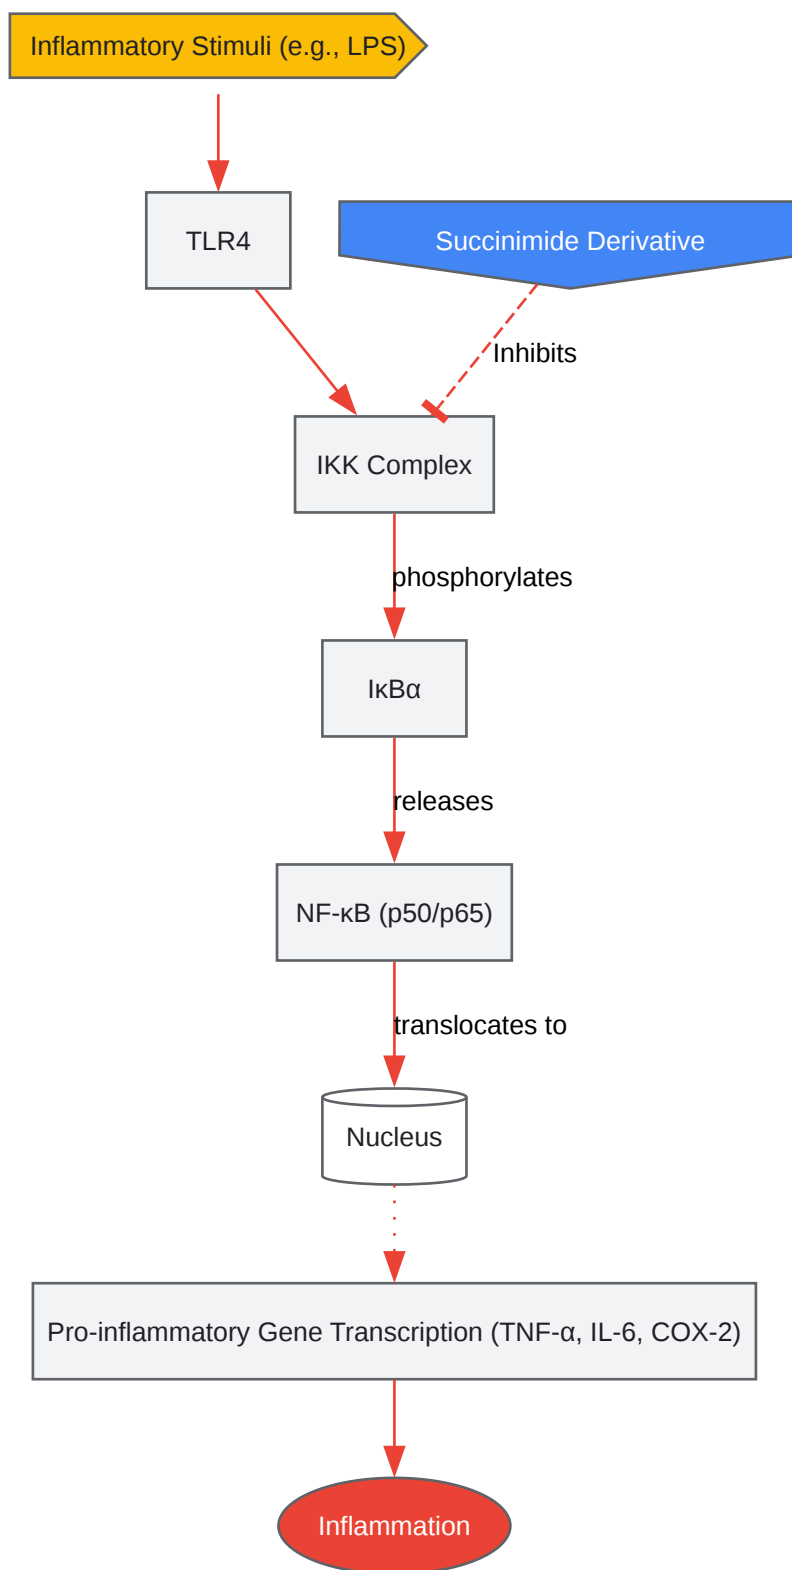 Inflammatory Stimuli (e.g., LPS)
TLR4
Succinimide Derivative
Inhibits
IKK Complex
phosphorylates
IκBα
releases
NF-κB (p50/p65)
translocates to
Nucleus
Pro-inflammatory Gene Transcription (TNF-α, IL-6, COX-2)
Inflammation